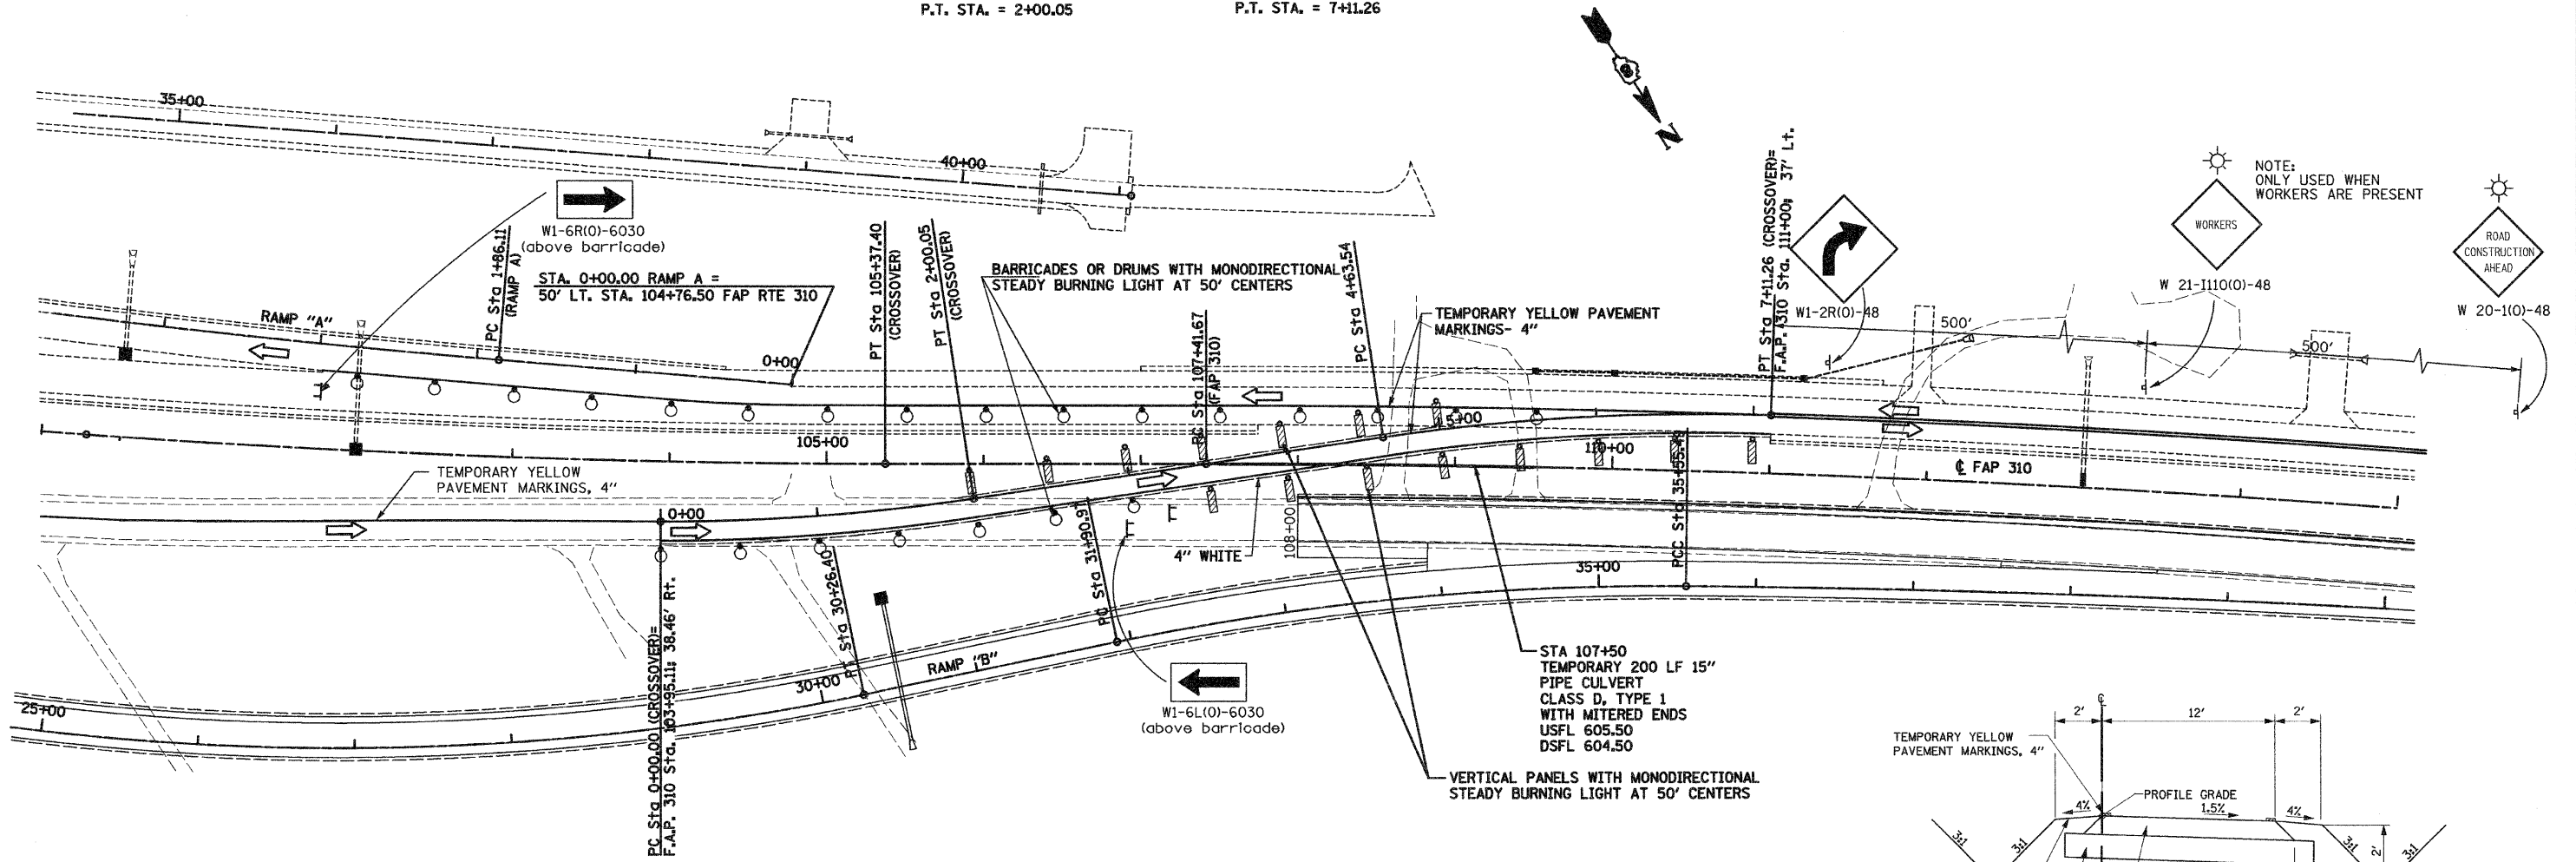 P.T. STA. = 2+00.05
P.T. STA. = 7+11.26
N
35+00
40+00
W1-6R(O)-6030
(above barricade)
PC Sta 1+86.11
(RAMP A)
STA. 0+00.00 RAMP A =
50' LT. STA. 104+76.50 FAP RTE 310
RAMP "A"
0+00
PT Sta 105+37.40
(CROSSOVER)
PT Sta 2+00.05
(CROSSOVER)
BARRICADES OR DRUMS WITH MONODIRECTIONAL
STEADY BURNING LIGHT AT 50' CENTERS
PC Sta 107+41.67
(FAP 310)
PC Sta 4+63.54
TEMPORARY YELLOW PAVEMENT
MARKINGS- 4"
PT Sta 7+11.26 (CROSSOVER)=
F.A.P. 310 Sta. 111+00; 37' Lt.
W1-2R(O)-48
NOTE:
ONLY USED WHEN
WORKERS ARE PRESENT
WORKERS
W 21-I110(O)-48
ROAD
CONSTRUCTION
AHEAD
W 20-1(O)-48
500'
500'
105+00
5+00
110+00
℄ FAP 310
TEMPORARY YELLOW
PAVEMENT MARKINGS, 4"
0+00
4" WHITE
108+00
PCC Sta 35+55.
35+00
PC Sta 0+00.00 (CROSSOVER)=
F.A.P. 310 Sta. 103+95.11; 38.46' Rt.
PT Sta 30+26.40
PC Sta 31+90.9
RAMP "B"
30+00
25+00
W1-6L(O)-6030
(above barricade)
STA 107+50
TEMPORARY 200 LF 15"
PIPE CULVERT
CLASS D, TYPE 1
WITH MITERED ENDS
USFL 605.50
DSFL 604.50
VERTICAL PANELS WITH MONODIRECTIONAL
STEADY BURNING LIGHT AT 50' CENTERS
℄
2'
12'
2'
TEMPORARY YELLOW
PAVEMENT MARKINGS, 4"
PROFILE GRADE
4%
1.5%
4%
3:1
3:1
3:1
2'
3:1